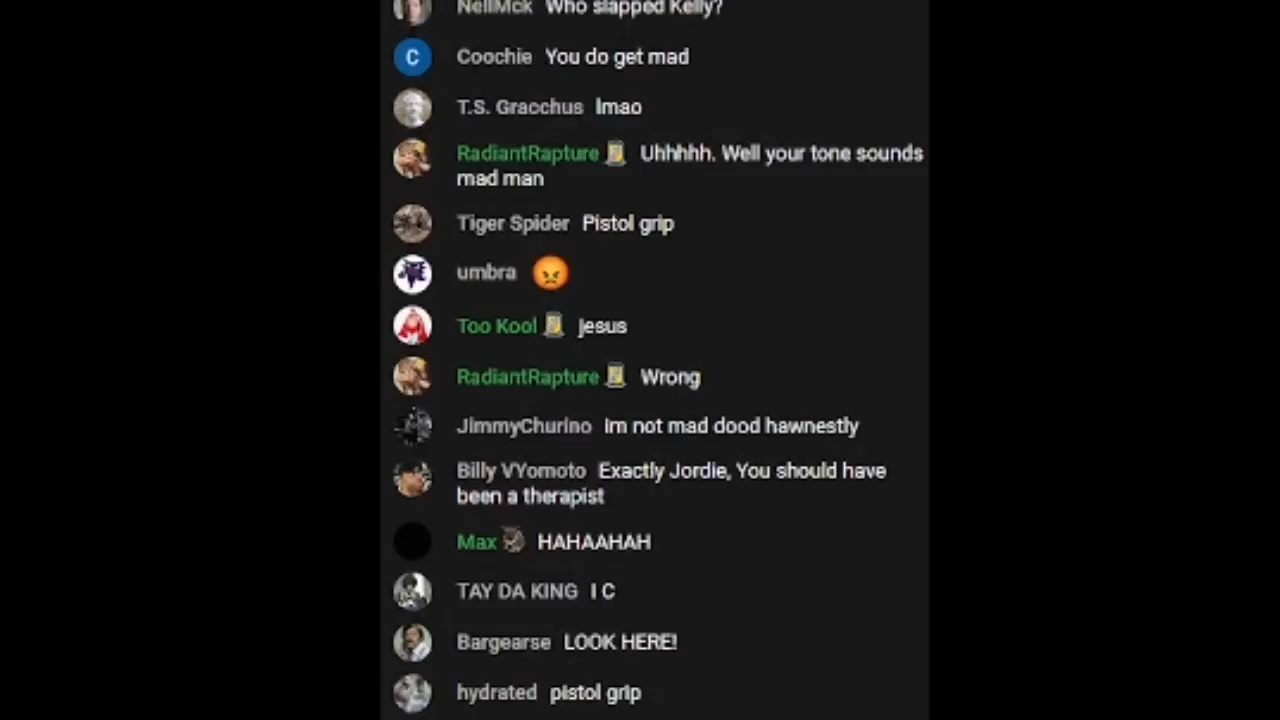 NeilMck Who slapped Kelly?
C Coochie You do get mad
T.S. Gracchus lmao
RadiantRapture Uhhhhh. Well your tone sounds
mad man
Tiger Spider Pistol grip
umbra 😡
Too Kool jesus
RadiantRapture Wrong
JimmyChurino Im not mad dood hawnestly
Billy VYomoto Exactly Jordie, You should have
been a therapist
Max HAHAAHAH
TAY DA KING I C
Bargearse LOOK HERE!
hydrated pistol grip